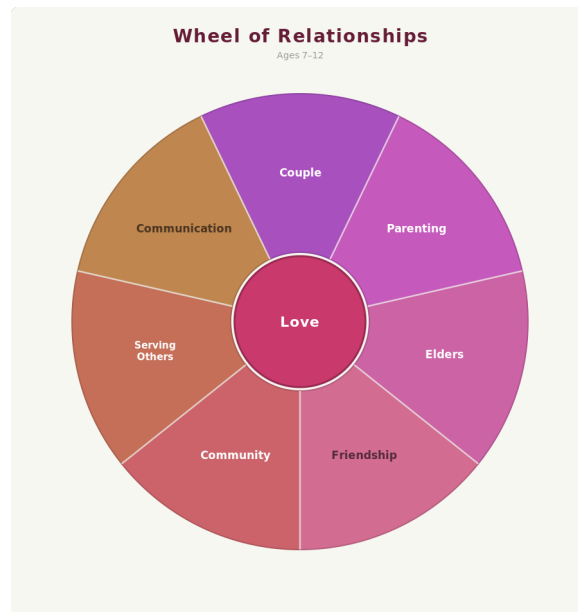 Wheel of Relationships
Ages 7–12
Couple
Parenting
Elders
Friendship
Community
Serving
Others
Communication
Love